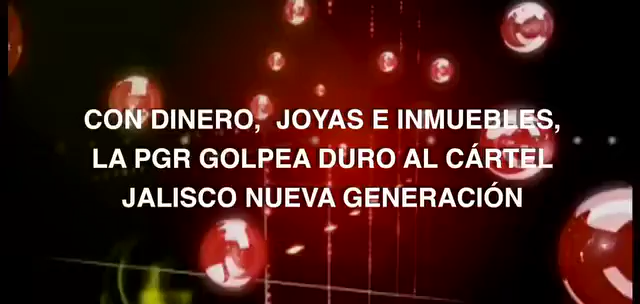 CON DINERO, JOYAS E INMUEBLES,
LA PGR GOLPEA DURO AL CÁRTEL
JALISCO NUEVA GENERACIÓN